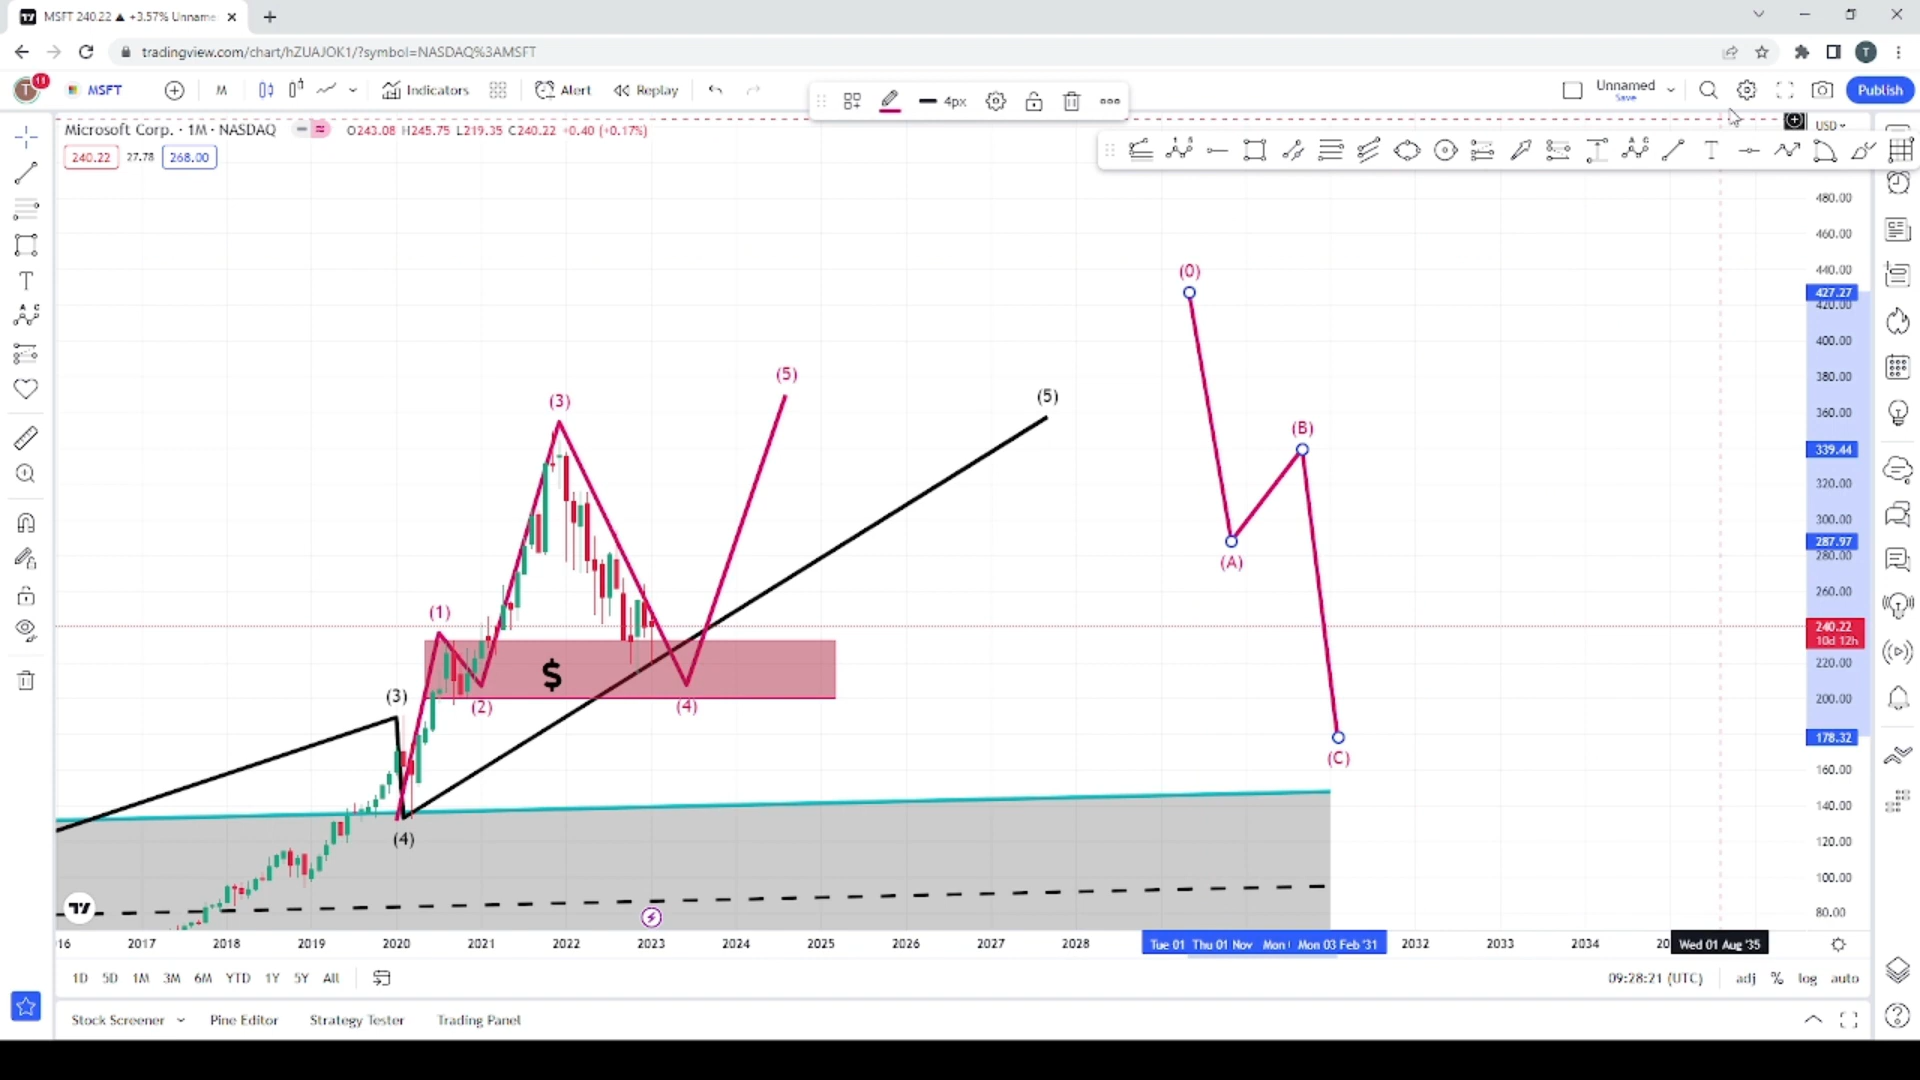 MSFT 240.22 ▲ +3.57% Unname
tradingview.com/chart/hZUAJOK1/?symbol=NASDAQ%3AMSFT
T
T 11 MSFT M Indicators Alert Replay 4px Unnamed Save Publish
Microsoft Corp. · 1M · NASDAQ O243.08 H245.75 L219.35 C240.22 +0.40 (+0.17%)
USD
240.22 27.78 268.00
T
T
480.00
460.00
(0)
440.00
427.27
420.00
(5)
400.00
380.00
(3)
(5)
360.00
(B)
339.44
320.00
300.00
287.97
280.00
(A)
260.00
(1)
240.22
10d 12h
220.00
$
(3)
200.00
(2)
(4)
178.32
(C)
160.00
140.00
(4)
120.00
100.00
80.00
16 2017 2018 2019 2020 2021 2022 2023 2024 2025 2026 2027 2028 Tue 01 Thu 01 Nov Mon Mon 03 Feb '31 2032 2033 2034 20 Wed 01 Aug '35
1D 5D 1M 3M 6M YTD 1Y 5Y All 09:28:21 (UTC) adj % log auto
Stock Screener Pine Editor Strategy Tester Trading Panel